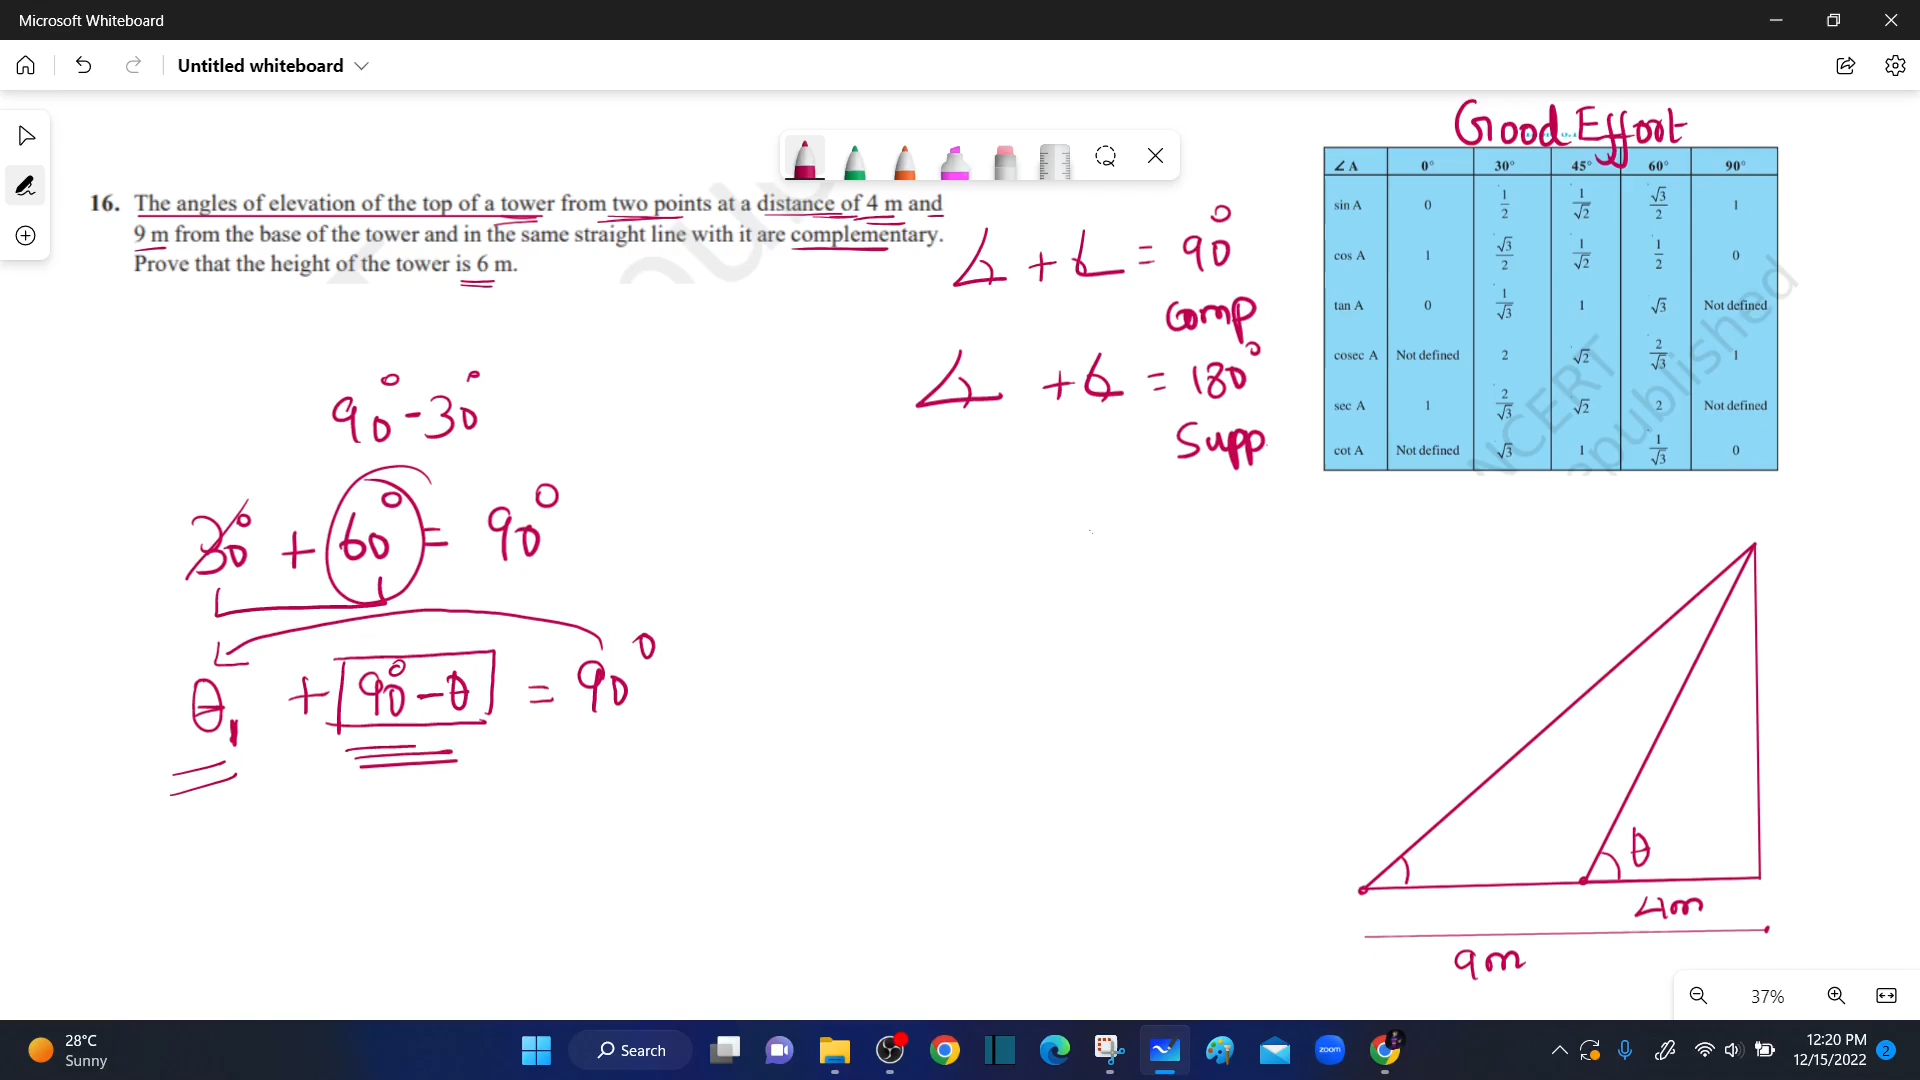 Microsoft Whiteboard
Untitled whiteboard
Good Effort
16. The angles of elevation of the top of a tower from two points at a distance of 4 m and
9 m from the base of the tower and in the same straight line with it are complementary.
Prove that the height of the tower is 6 m.
∠ + ∠ = 90°
Comp
∠ + ∠ = 180°
Supp
∠ A 0° 30° 45° 60° 90°
sin A 0 1/2 1/√2 √3/2 1
cos A 1 √3/2 1/√2 1/2 0
tan A 0 1/√3 1 √3 Not defined
cosec A Not defined 2 √2 2/√3 1
sec A 1 2/√3 √2 2 Not defined
cot A Not defined √3 1 1/√3 0
NCERT
republished
90° - 30°
30° + 60° = 90°
θ + 90° - θ = 90°
θ
4m
9m
37%
28°C
Sunny
Search
zoom
12:20 PM
12/15/2022
2